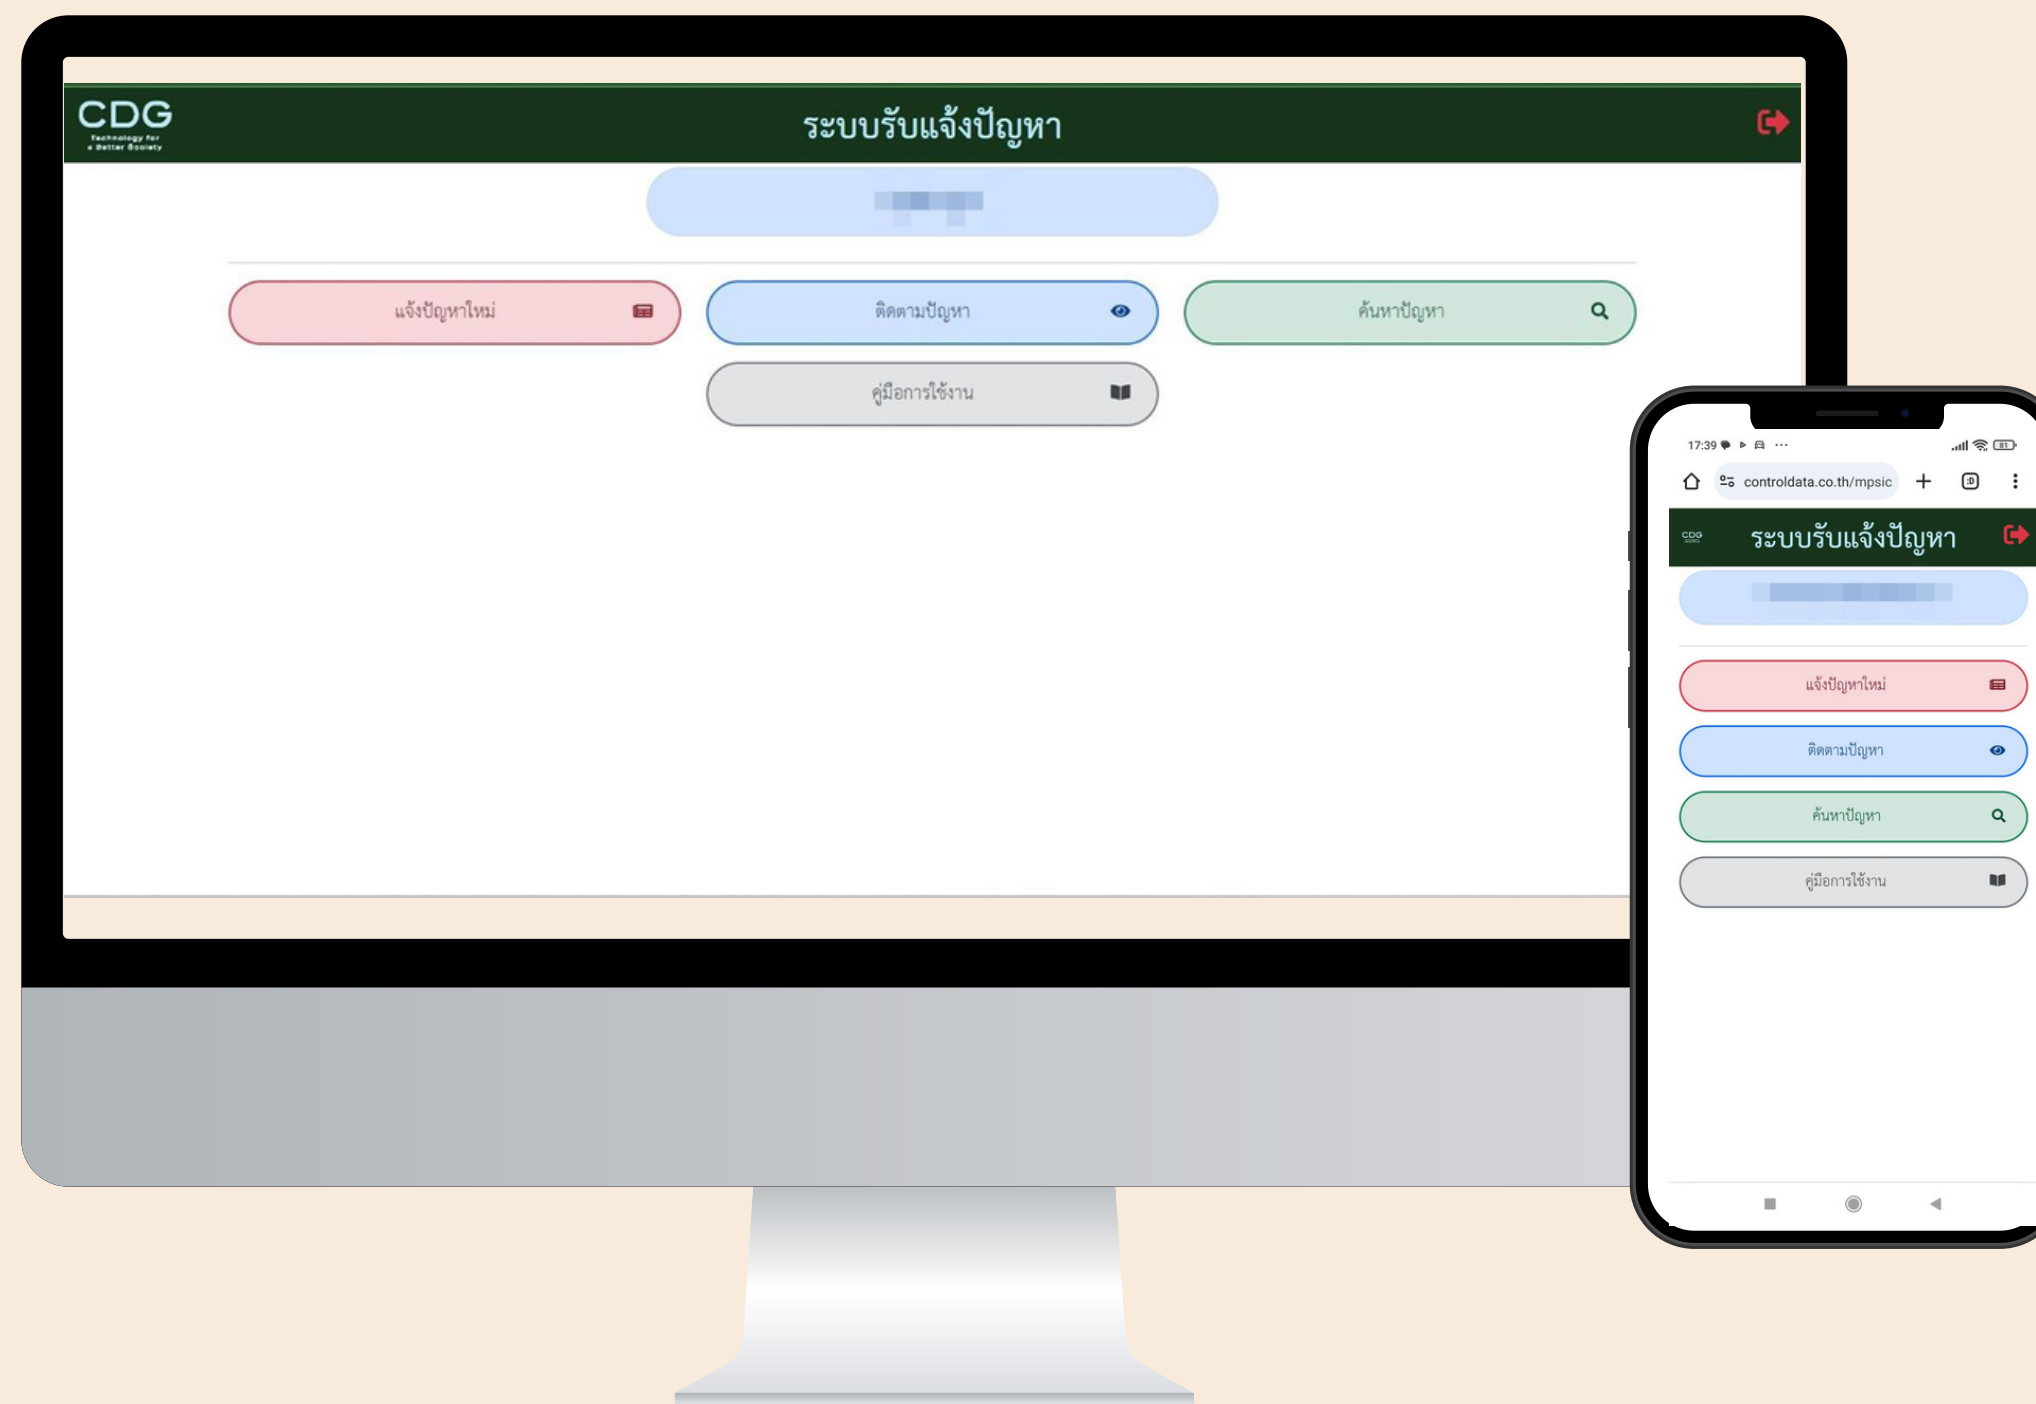 CDG
Technology for
a Better Society
ระบบรับแจ้งปัญหา
แจ้งปัญหาใหม่
ติดตามปัญหา
ค้นหาปัญหา
คู่มือการใช้งาน
17:39
81
controldata.co.th/mpsic
:D
CDG
ระบบรับแจ้งปัญหา
แจ้งปัญหาใหม่
ติดตามปัญหา
ค้นหาปัญหา
คู่มือการใช้งาน